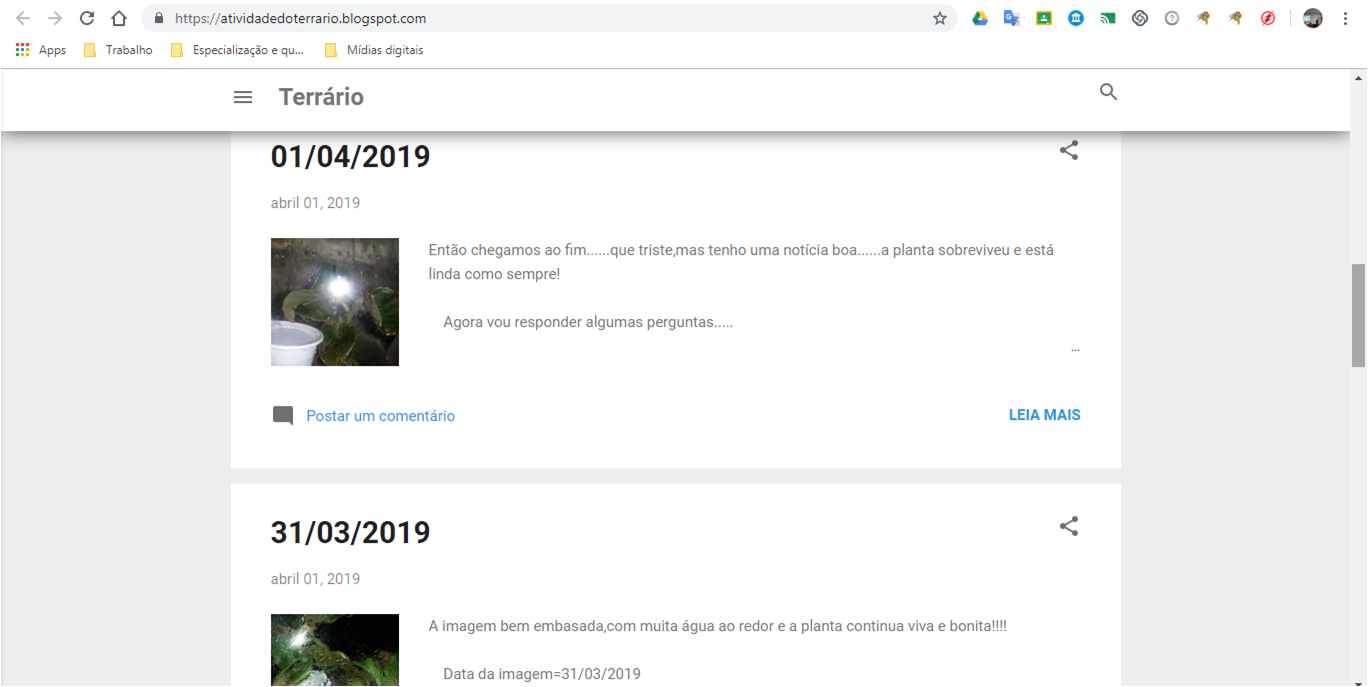 https://atividadedoterrario.blogspot.com
Apps Trabalho Especialização e qu... Mídias digitais
Terrário
01/04/2019
abril 01, 2019
Então chegamos ao fim......que triste,mas tenho uma notícia boa......a planta sobreviveu e está
linda como sempre!
Agora vou responder algumas perguntas.....
...
Postar um comentário LEIA MAIS
31/03/2019
abril 01, 2019
A imagem bem embasada,com muita água ao redor e a planta continua viva e bonita!!!!
Data da imagem=31/03/2019